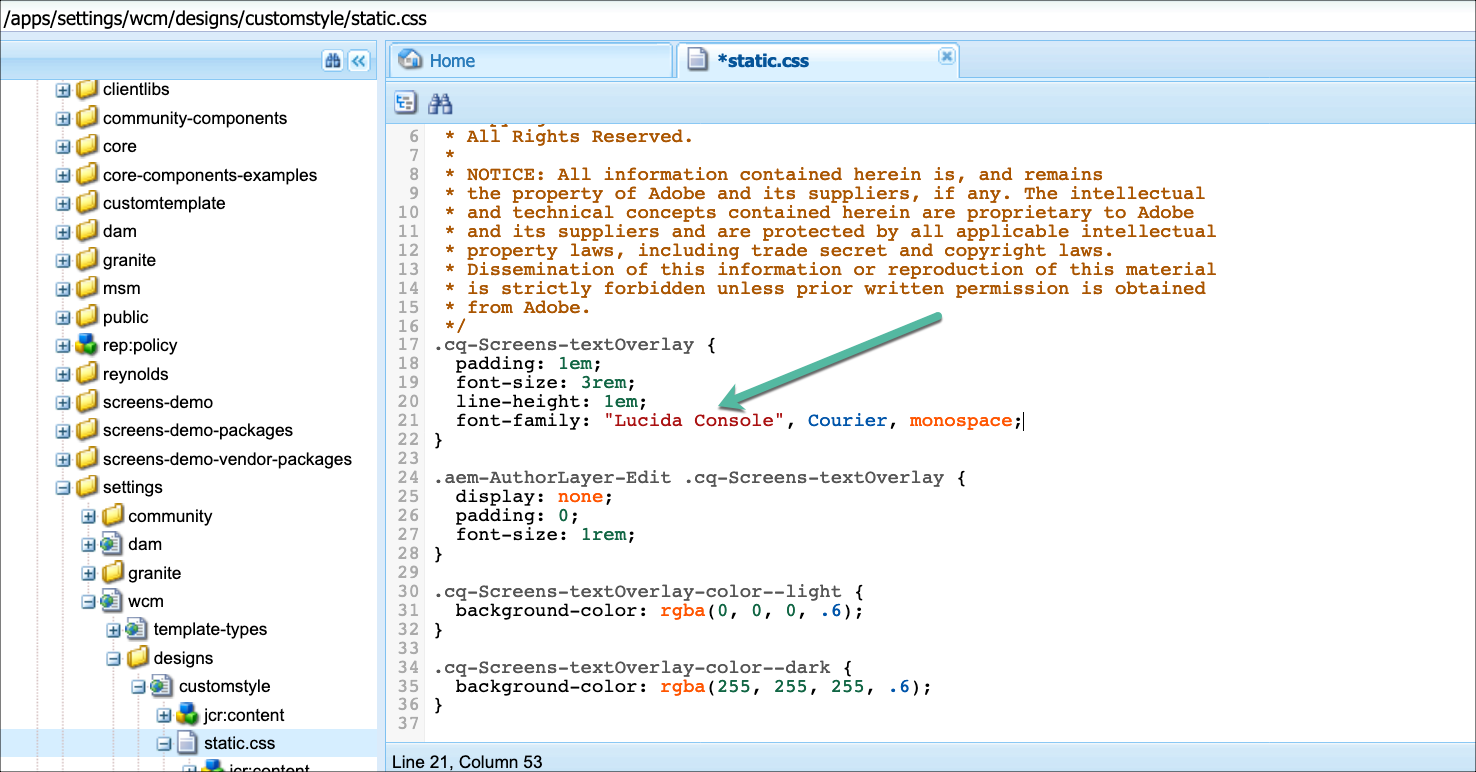 /apps/settings/wcm/designs/customstyle/static.css
clientlibs
community-components
core
core-components-examples
customtemplate
dam
granite
msm
public
rep:policy
reynolds
screens-demo
screens-demo-packages
screens-demo-vendor-packages
settings
community
dam
granite
wcm
template-types
designs
customstyle
jcr:content
static.css
jcr:content
Home
*static.css
6 * All Rights Reserved.
7 *
8 * NOTICE: All information contained herein is, and remains
9 * the property of Adobe and its suppliers, if any. The intellectual
10 * and technical concepts contained herein are proprietary to Adobe
11 * and its suppliers and are protected by all applicable intellectual
12 * property laws, including trade secret and copyright laws.
13 * Dissemination of this information or reproduction of this material
14 * is strictly forbidden unless prior written permission is obtained
15 * from Adobe.
16 */
17 .cq-Screens-textOverlay {
18 padding: 1em;
19 font-size: 3rem;
20 line-height: 1em;
21 font-family: "Lucida Console", Courier, monospace;
22 }
23
24 .aem-AuthorLayer-Edit .cq-Screens-textOverlay {
25 display: none;
26 padding: 0;
27 font-size: 1rem;
28 }
29
30 .cq-Screens-textOverlay-color--light {
31 background-color: rgba(0, 0, 0, .6);
32 }
33
34 .cq-Screens-textOverlay-color--dark {
35 background-color: rgba(255, 255, 255, .6);
36 }
37
Line 21, Column 53